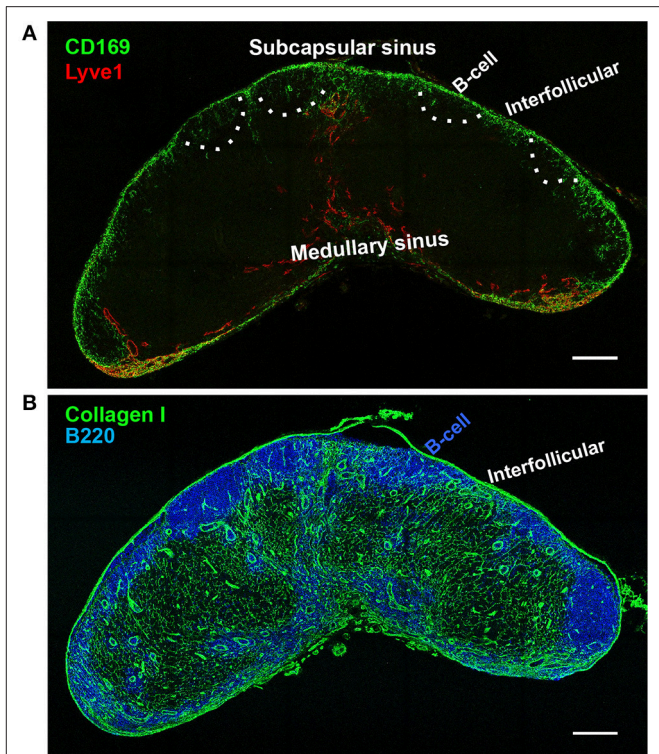 A
CD169
Lyve1
Subcapsular sinus
B-cell
Interfollicular
Medullary sinus
B
Collagen I
B220
B-cell
Interfollicular